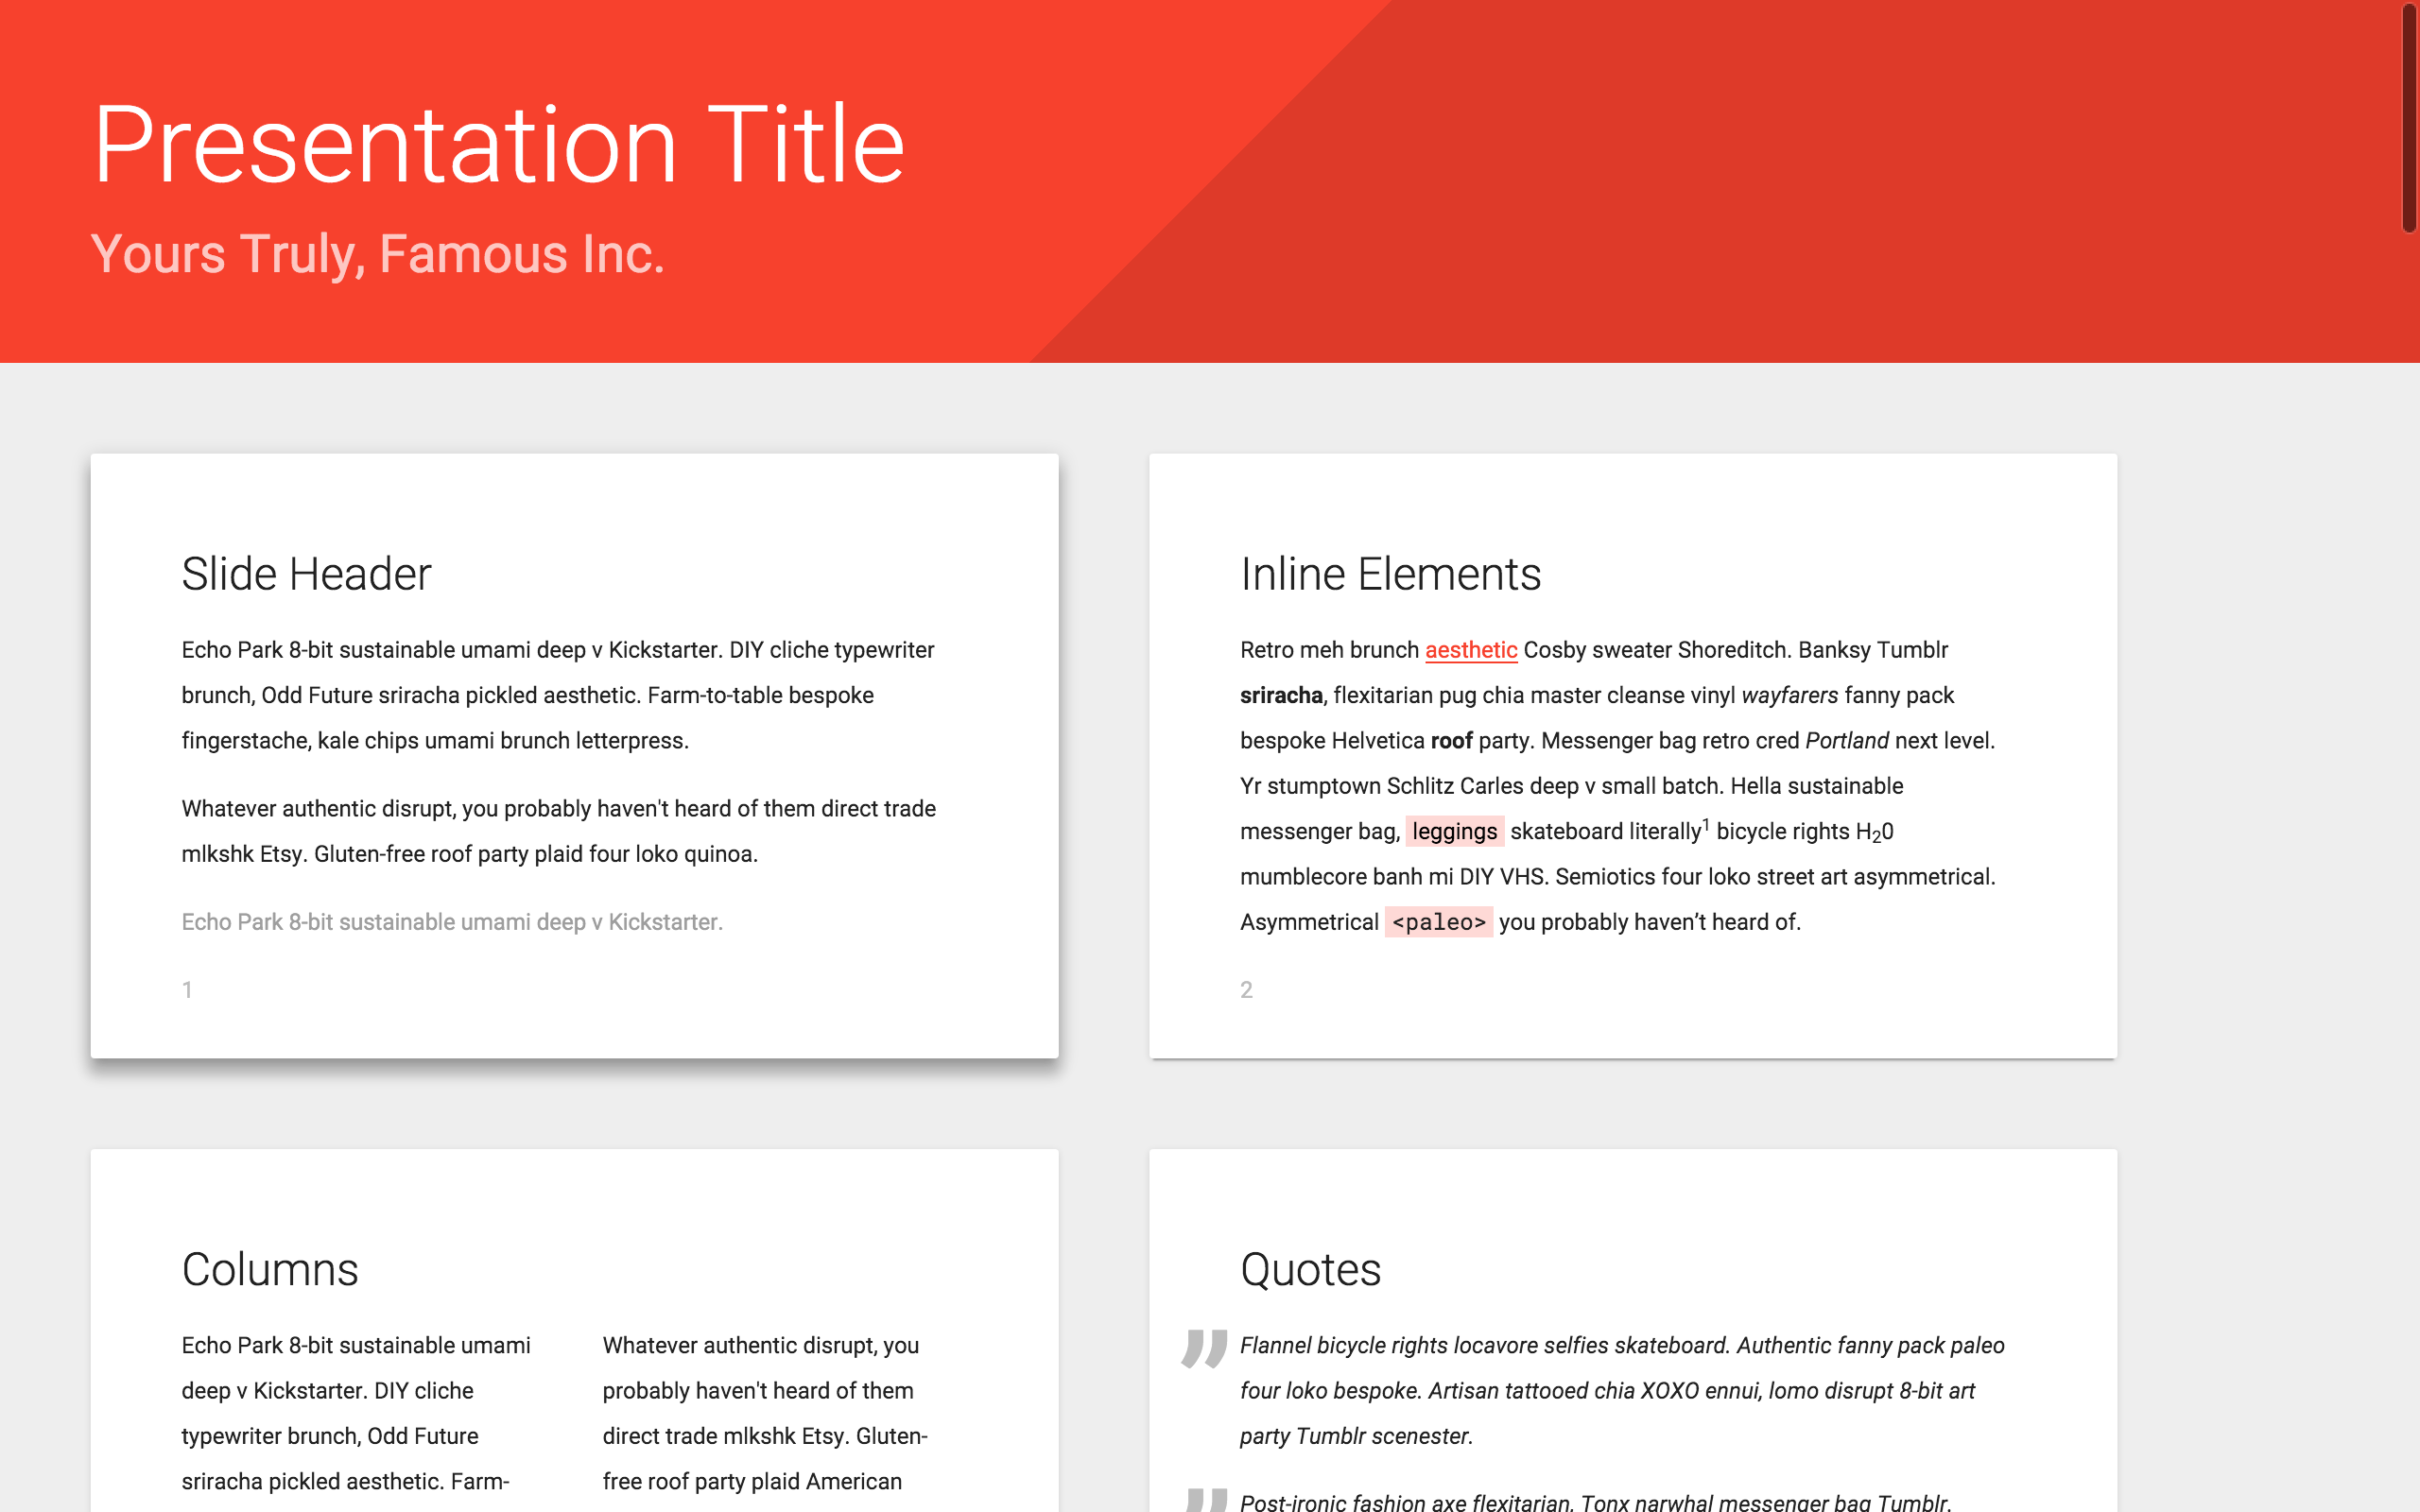 Presentation Title
Yours Truly, Famous Inc.
Slide Header
Echo Park 8-bit sustainable umami deep v Kickstarter. DIY cliche typewriter
brunch, Odd Future sriracha pickled aesthetic. Farm-to-table bespoke
fingerstache, kale chips umami brunch letterpress.
Whatever authentic disrupt, you probably haven't heard of them direct trade
mlkshk Etsy. Gluten-free roof party plaid four loko quinoa.
Echo Park 8-bit sustainable umami deep v Kickstarter.
1
Inline Elements
Retro meh brunch aesthetic Cosby sweater Shoreditch. Banksy Tumblr
sriracha, flexitarian pug chia master cleanse vinyl wayfarers fanny pack
bespoke Helvetica roof party. Messenger bag retro cred Portland next level.
Yr stumptown Schlitz Carles deep v small batch. Hella sustainable
messenger bag, leggings skateboard literally1 bicycle rights H20
mumblecore banh mi DIY VHS. Semiotics four loko street art asymmetrical.
Asymmetrical <paleo> you probably haven’t heard of.
2
Columns
Echo Park 8-bit sustainable umami
deep v Kickstarter. DIY cliche
typewriter brunch, Odd Future
sriracha pickled aesthetic. Farm-
Whatever authentic disrupt, you
probably haven't heard of them
direct trade mlkshk Etsy. Gluten-
free roof party plaid American
Quotes
” Flannel bicycle rights locavore selfies skateboard. Authentic fanny pack paleo
four loko bespoke. Artisan tattooed chia XOXO ennui, lomo disrupt 8-bit art
party Tumblr scenester.
” Post-ironic fashion axe flexitarian, Tonx narwhal messenger bag Tumblr.